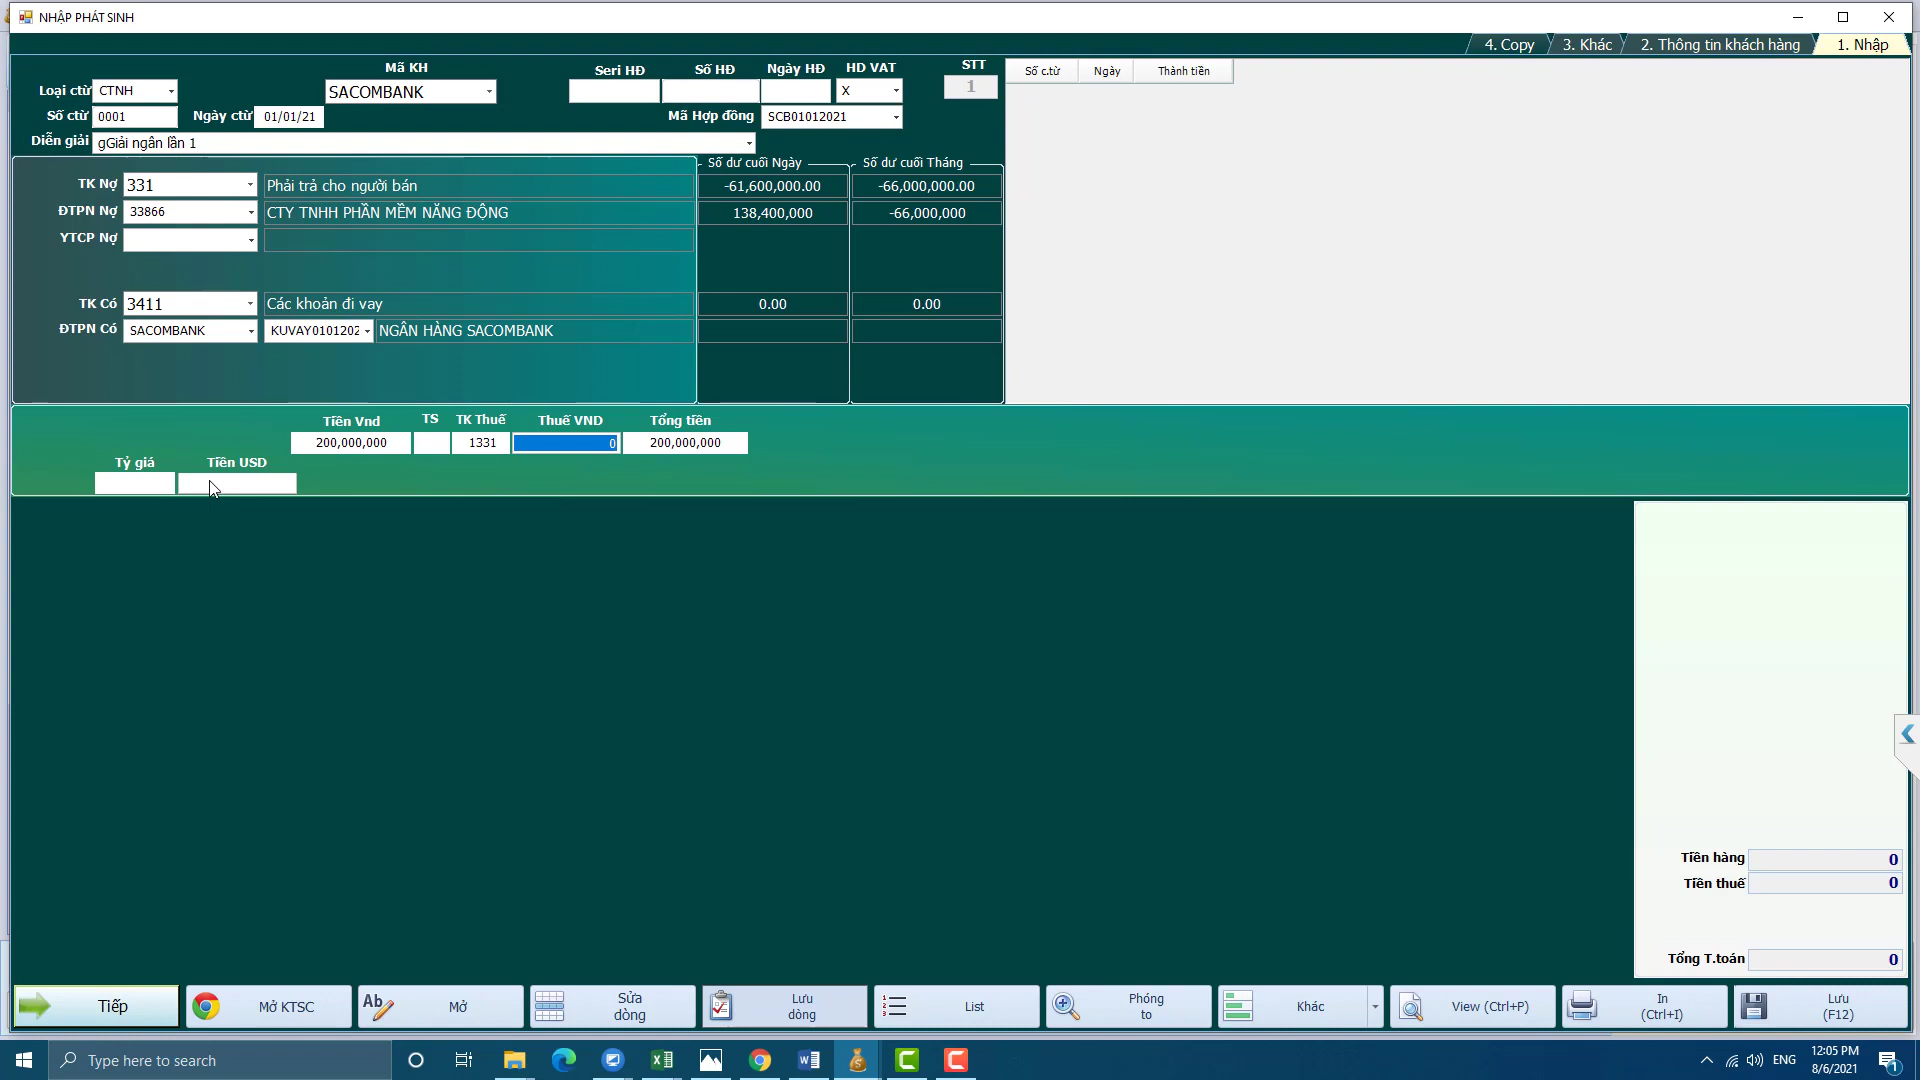 NHẬP PHÁT SINH
4. Copy
3. Khác
2. Thông tin khách hàng
1. Nhập
Mã KH
Seri HĐ
Số HĐ
Ngày HĐ
HD VAT
STT
Loại ctừ
CTNH
SACOMBANK
X
1
Số ctừ
0001
Ngày ctừ
01/01/21
Mã Hợp đồng
SCB01012021
Diễn giải
gGiải ngân lần 1
Số c.từ
Ngày
Thành tiền
Số dư cuối Ngày
Số dư cuối Tháng
TK Nợ
331
Phải trả cho người bán
-61,600,000.00
-66,000,000.00
ĐTPN Nợ
33866
CTY TNHH PHẦN MỀM NĂNG ĐỘNG
138,400,000
-66,000,000
YTCP Nợ
TK Có
3411
Các khoản đi vay
0.00
0.00
ĐTPN Có
SACOMBANK
KUVAY0101202
NGÂN HÀNG SACOMBANK
Tiền Vnd
TS
TK Thuế
Thuế VND
Tổng tiền
200,000,000
1331
0
200,000,000
Tỷ giá
Tiền USD
Tiền hàng
0
Tiền thuế
0
Tổng T.toán
0
Tiếp
Mở KTSC
Mở
Sửa
dòng
Lưu
dòng
List
Phóng
to
Khác
View (Ctrl+P)
In
(Ctrl+I)
Lưu
(F12)
Type here to search
ENG
12:05 PM
8/6/2021
1